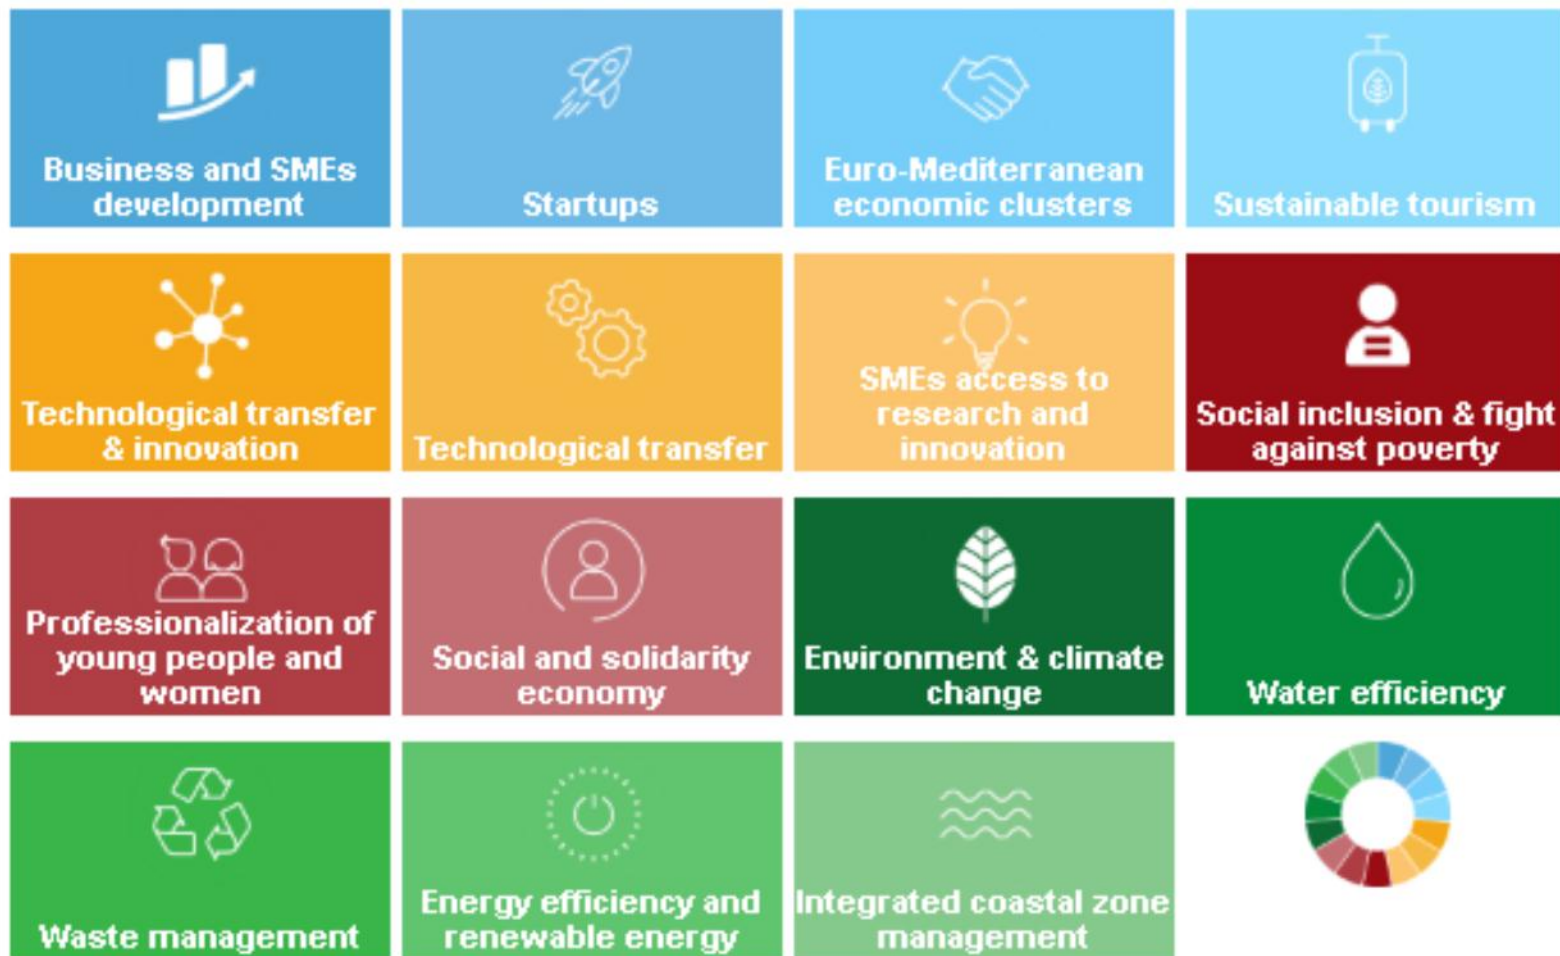 Business and SMEs
development
Startups
Euro-Mediterranean
economic clusters
Sustainable tourism
Technological transfer
& innovation
Technological transfer
SMEs access to
research and
innovation
Social inclusion & fight
against poverty
Professionalization of
young people and
women
Social and solidarity
economy
Environment & climate
change
Water efficiency
Waste management
Energy efficiency and
renewable energy
Integrated coastal zone
management